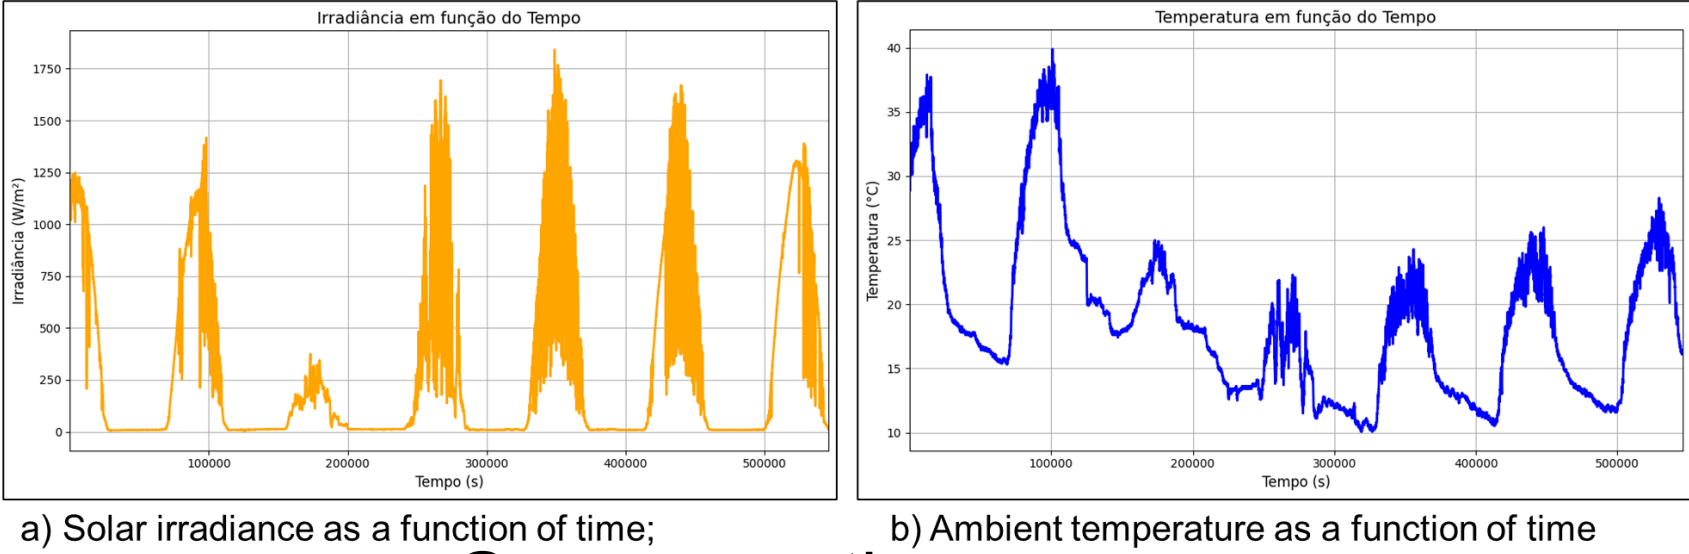 Irradiância em função do Tempo
1750
1500
1250
1000
750
500
250
0
Irradiância (W/m²)
100000 200000 300000 400000 500000
Tempo (s)
Temperatura em função do Tempo
40
35
30
25
20
15
10
Temperatura (°C)
100000 200000 300000 400000 500000
Tempo (s)
a) Solar irradiance as a function of time;
b) Ambient temperature as a function of time